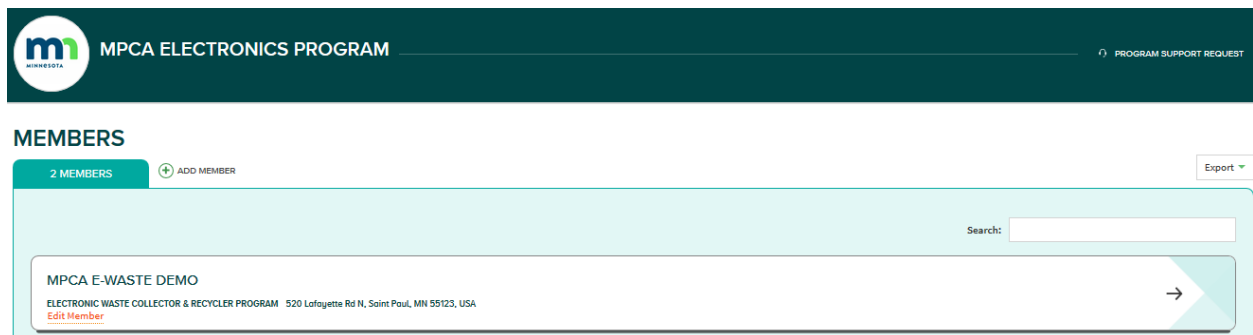 mn
MINNESOTA
MPCA ELECTRONICS PROGRAM
PROGRAM SUPPORT REQUEST
MEMBERS
2 MEMBERS
ADD MEMBER
Export
Search:
MPCA E-WASTE DEMO
ELECTRONIC WASTE COLLECTOR & RECYCLER PROGRAM 520 Lafayette Rd N, Saint Paul, MN 55123, USA
Edit Member